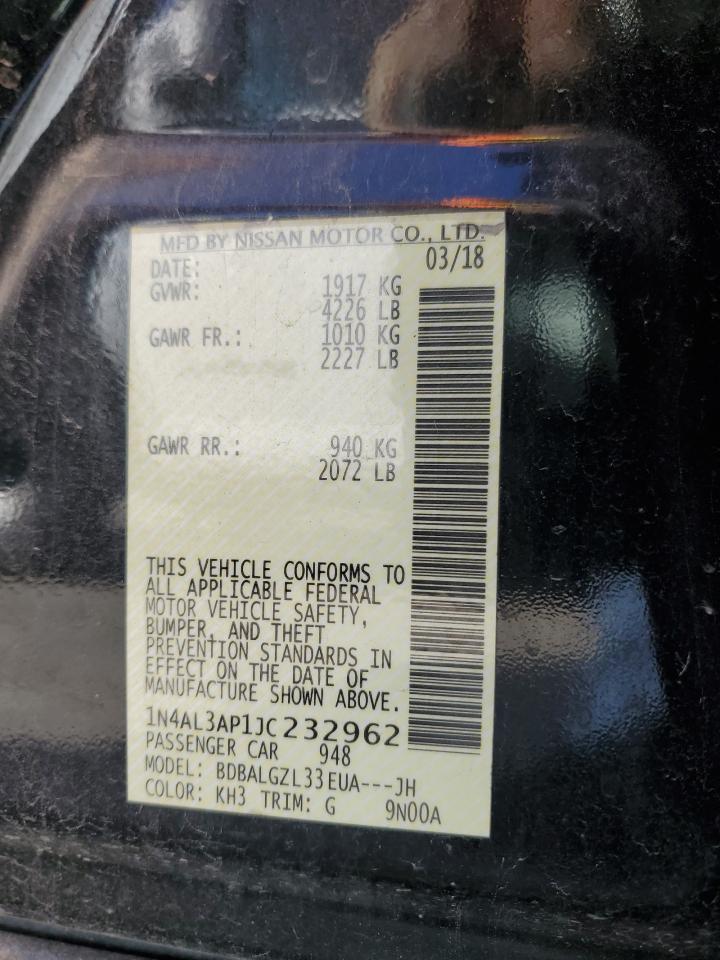 MFD BY NISSAN MOTOR CO., LTD.
DATE: 03/18
GVWR: 1917 KG
4226 LB
GAWR FR.: 1010 KG
2227 LB
GAWR RR.: 940 KG
2072 LB
THIS VEHICLE CONFORMS TO
ALL APPLICABLE FEDERAL
MOTOR VEHICLE SAFETY,
BUMPER, AND THEFT
PREVENTION STANDARDS IN
EFFECT ON THE DATE OF
MANUFACTURE SHOWN ABOVE.
1N4AL3AP1JC232962
PASSENGER CAR 948
MODEL: BDBALGZL33EUA---JH
COLOR: KH3 TRIM: G 9N00A